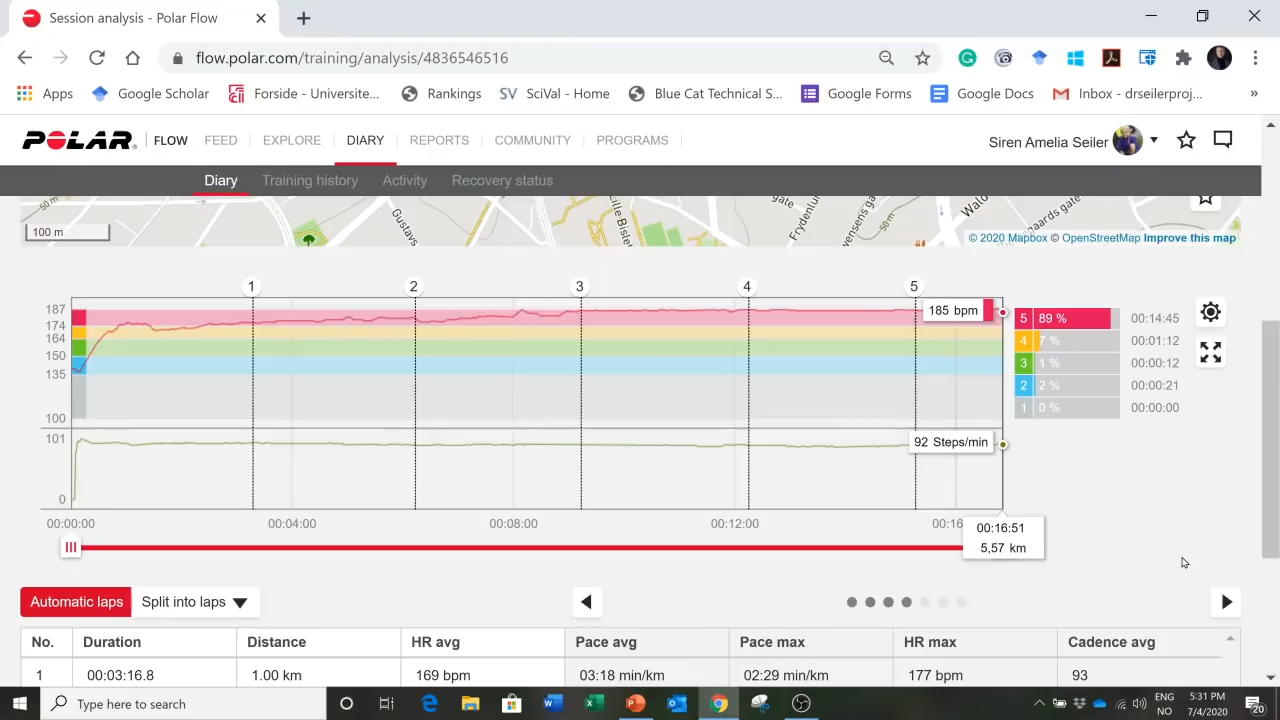 Session analysis - Polar Flow
flow.polar.com/training/analysis/4836546516
Apps Google Scholar Forside - Universite... Rankings SV SciVal - Home Blue Cat Technical S... Google Forms Google Docs Inbox - drseilerproj... »
POLAR. FLOW FEED EXPLORE DIARY REPORTS COMMUNITY PROGRAMS Siren Amelia Seiler
Diary Training history Activity Recovery status
50 m
Gustavs
50 m
100 m
© 2020 Mapbox © OpenStreetMap Improve this map
1 2 3 4 5
187
174
164
150
135
100
185 bpm
5 89 % 00:14:45
4 7 % 00:01:12
3 1 % 00:00:12
2 2 % 00:00:21
1 0 % 00:00:00
101
0
92 Steps/min
00:00:00 00:04:00 00:08:00 00:12:00 00:16
00:16:51
5,57 km
Automatic laps Split into laps
No. Duration Distance HR avg Pace avg Pace max HR max Cadence avg
1 00:03:16.8 1.00 km 169 bpm 03:18 min/km 02:29 min/km 177 bpm 93
Type here to search
ENG
NO
5:31 PM
7/4/2020
20